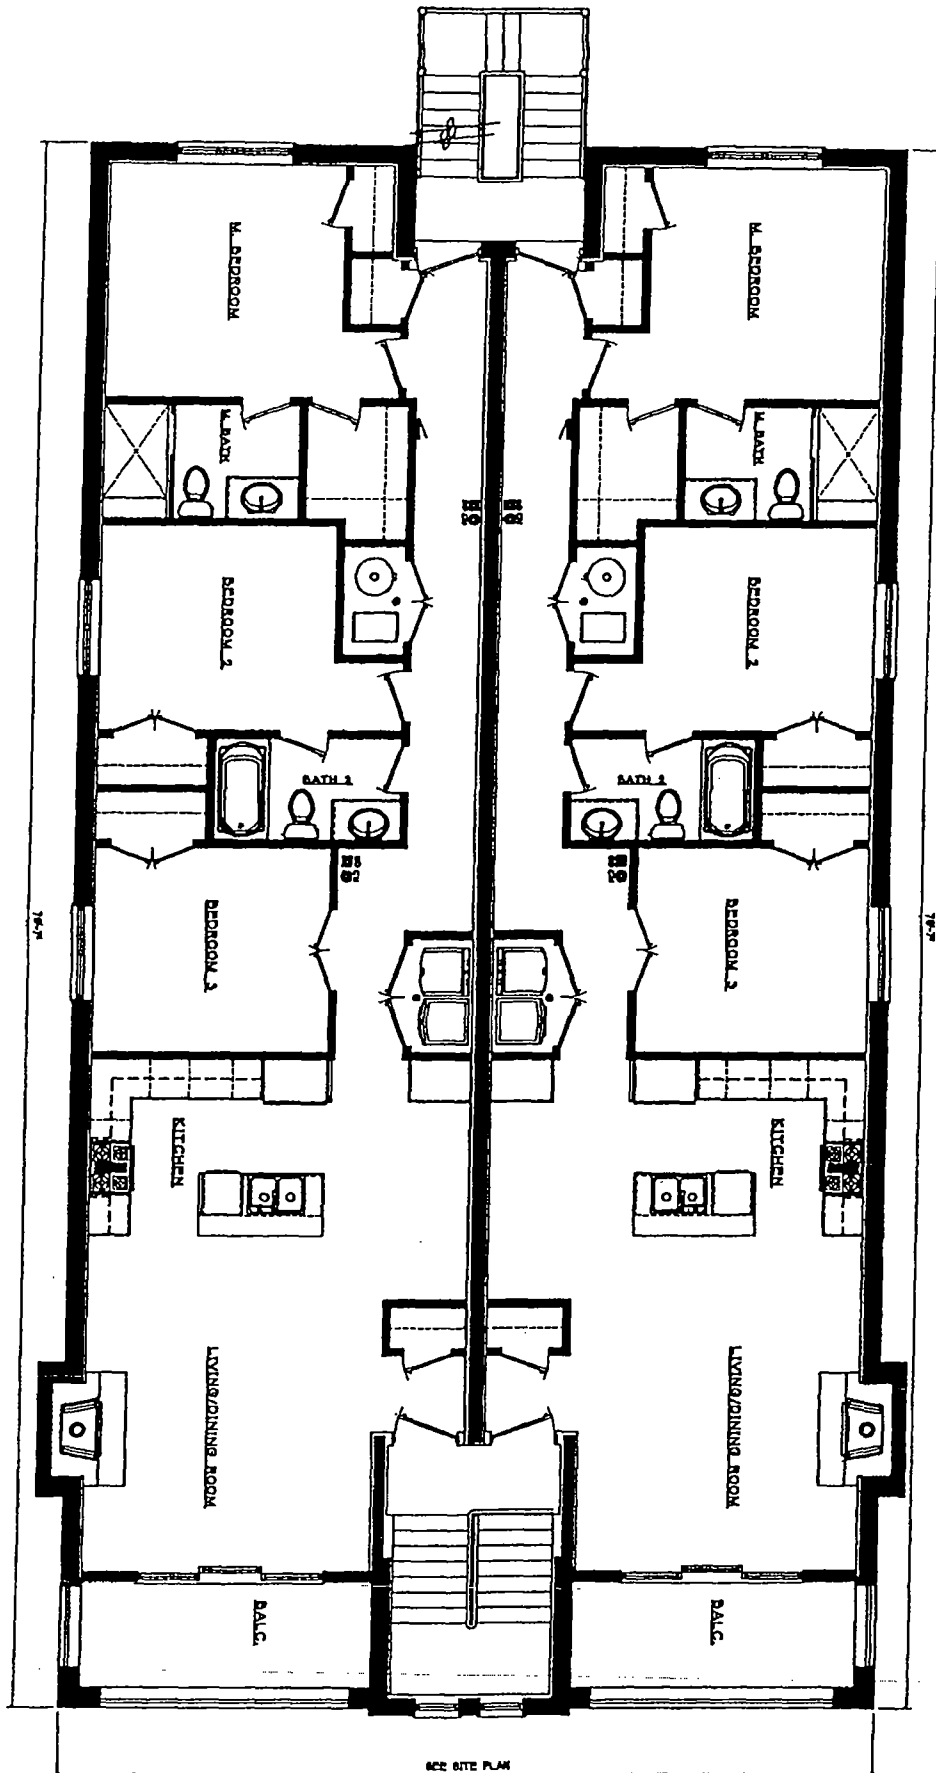 M. BEDROOM
M. BEDROOM
M. BATH
M. BATH
BEDROOM 2
BEDROOM 2
BATH 2
BATH 2
BEDROOM 3
BEDROOM 3
KITCHEN
KITCHEN
LIVING/DINING ROOM
LIVING/DINING ROOM
BALC.
BALC.
SEE SITE PLAN